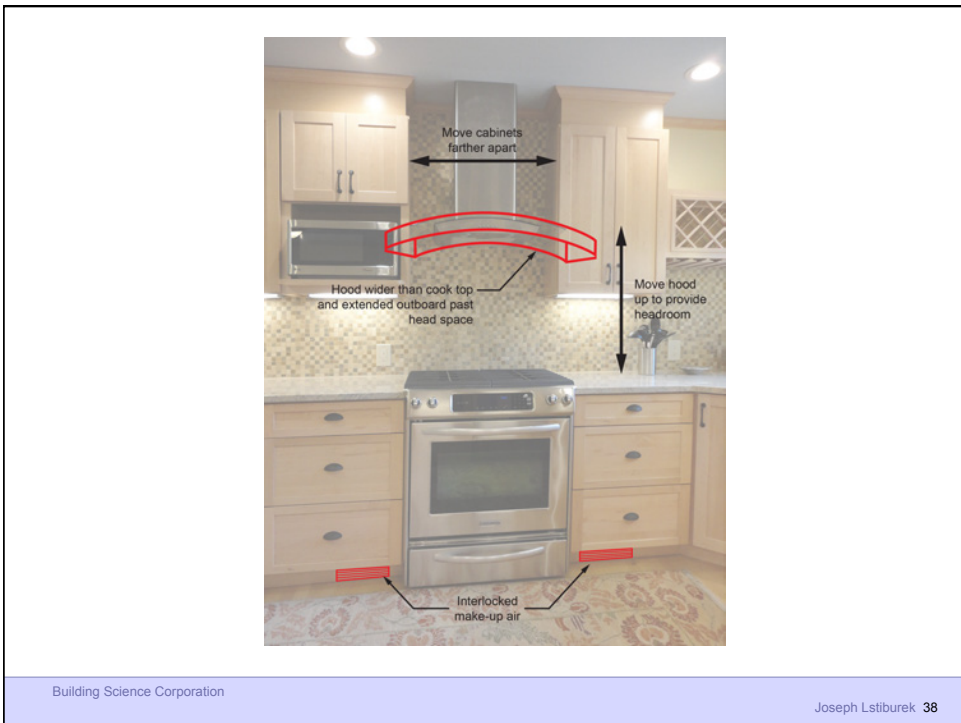 Move cabinets
farther apart
Hood wider than cook top
and extended outboard past
head space
Move hood
up to provide
headroom
Interlocked
make-up air
Building Science Corporation
Joseph Lstiburek 38